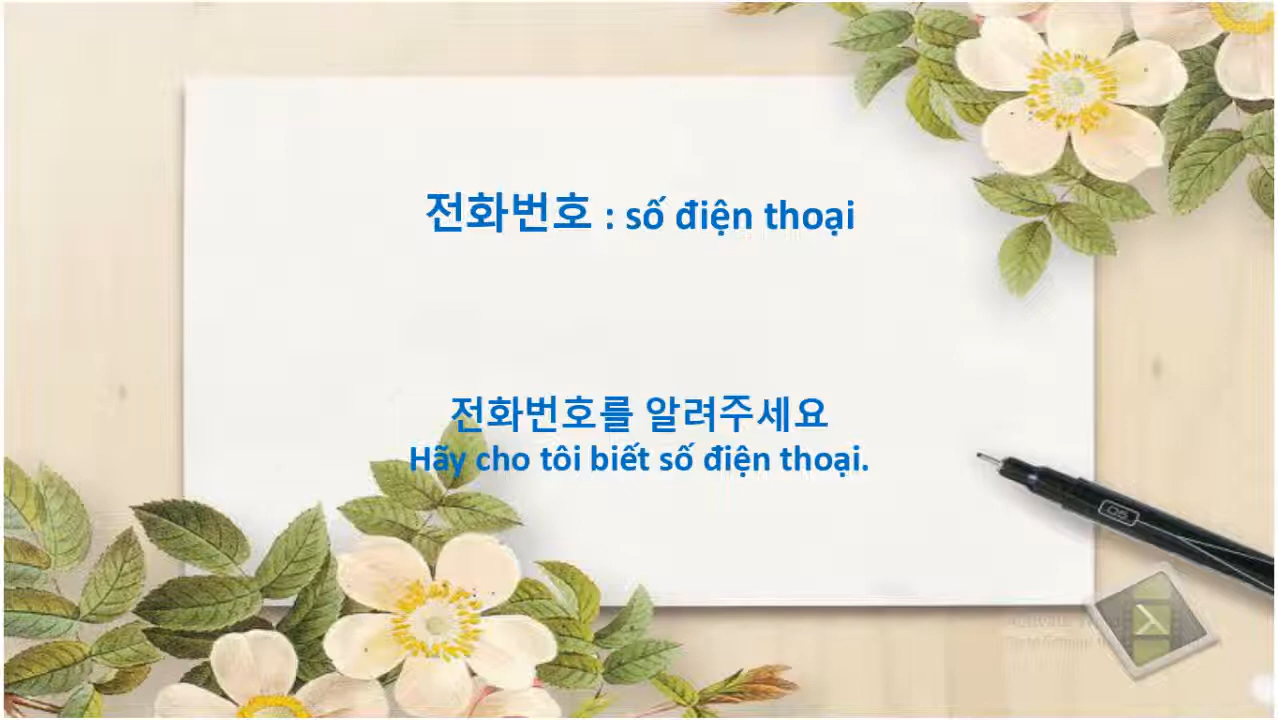 전화번호 : số điện thoại
전화번호를 알려주세요
Hãy cho tôi biết số điện thoại.